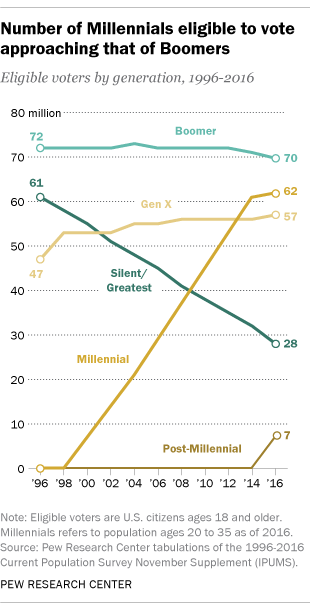 Number of Millennials eligible to vote
approaching that of Boomers
Eligible voters by generation, 1996-2016
80 million
72
Boomer
70
70
61
62
60
Gen X
57
50
47
Silent/
Greatest
40
30
28
Millennial
20
10
Post-Millennial
7
0
’96 ’98 ’00 ’02 ’04 ’06 ’08 ’10 ’12 ’14 ’16
Note: Eligible voters are U.S. citizens ages 18 and older.
Millennials refers to population ages 20 to 35 as of 2016.
Source: Pew Research Center tabulations of the 1996-2016
Current Population Survey November Supplement (IPUMS).
PEW RESEARCH CENTER